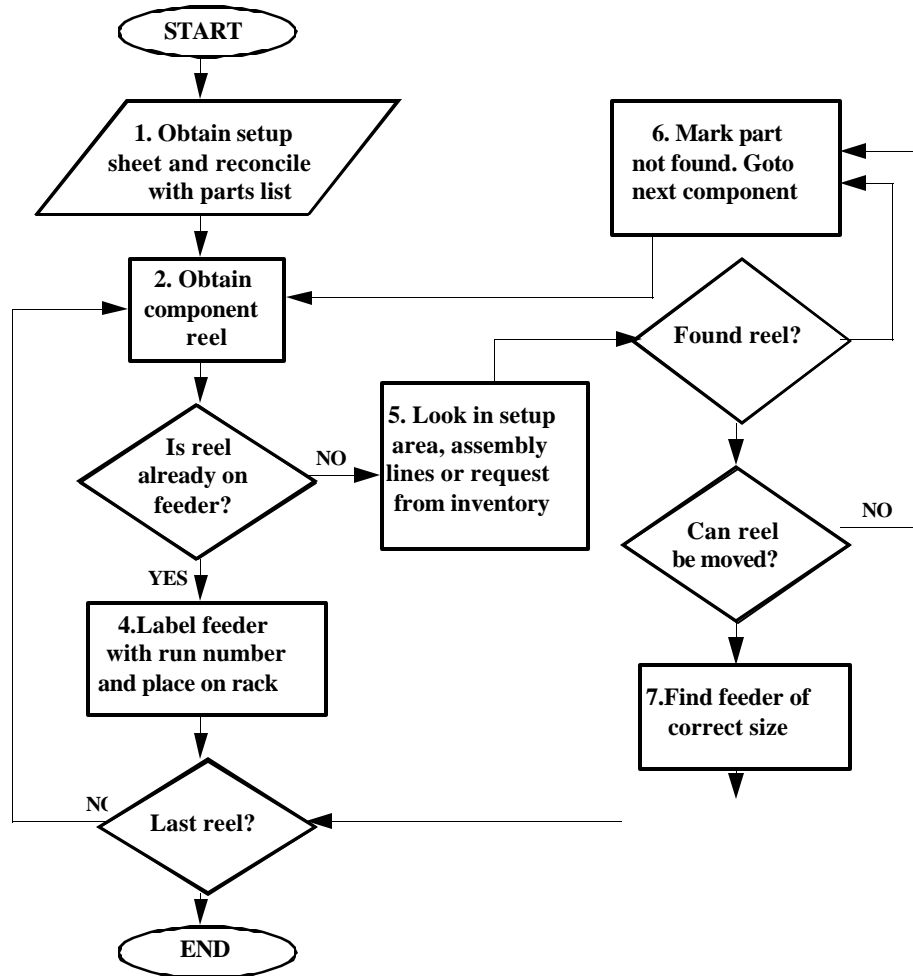 START
1. Obtain setup
sheet and reconcile
with parts list
2. Obtain
component
reel
Is reel
already on
feeder?
NO
YES
4.Label feeder
with run number
and place on rack
Last reel?
NO
END
5. Look in setup
area, assembly
lines or request
from inventory
6. Mark part
not found. Goto
next component
Found reel?
Can reel
be moved?
NO
7.Find feeder of
correct size